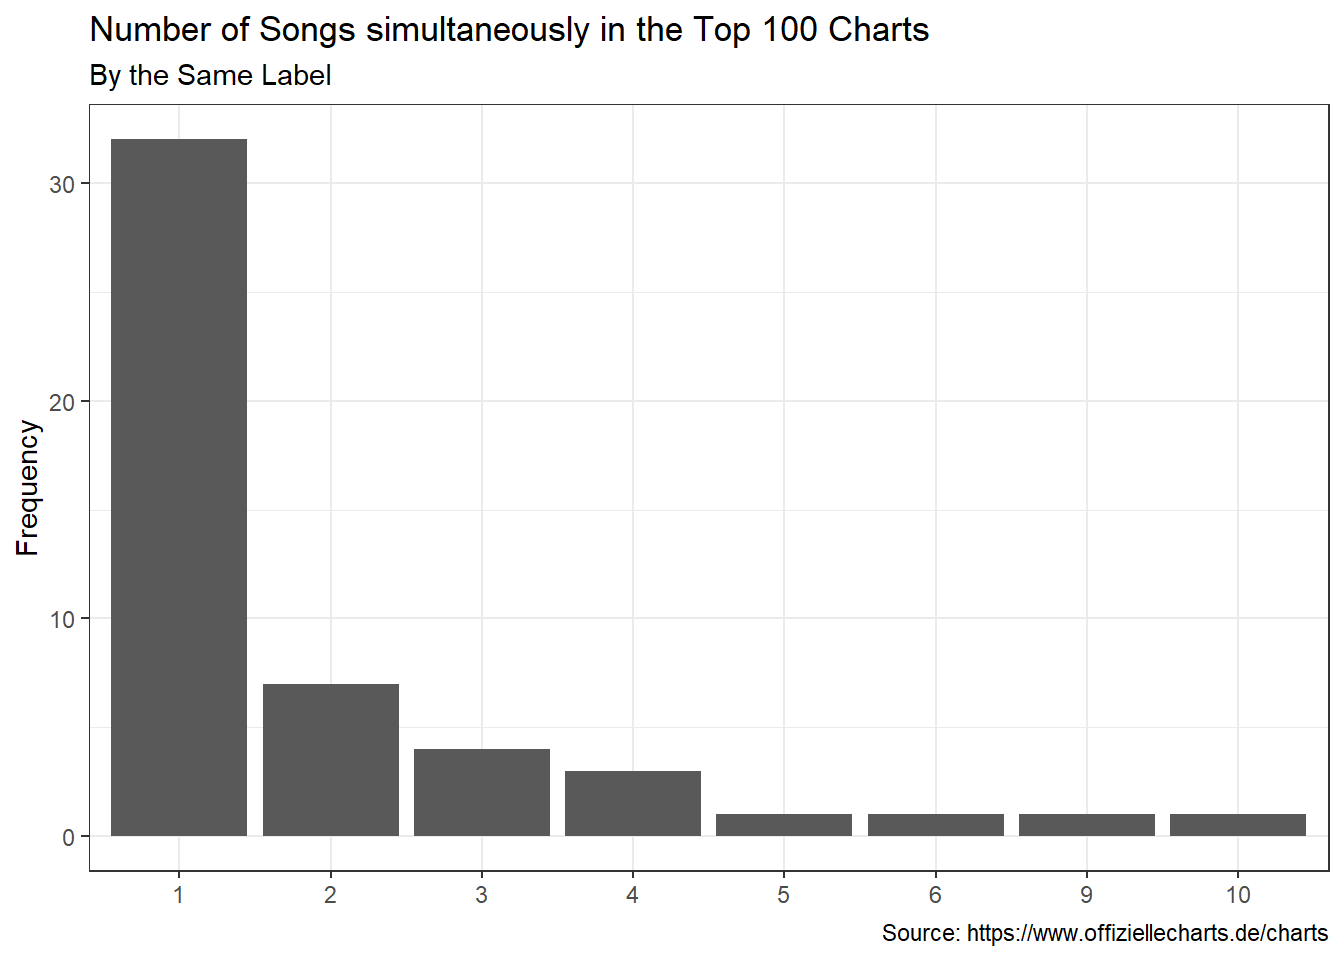 Number of Songs simultaneously in the Top 100 Charts
By the Same Label
Frequency
30
20
10
0
1 2 3 4 5 6 9 10
Source: https://www.offiziellecharts.de/charts